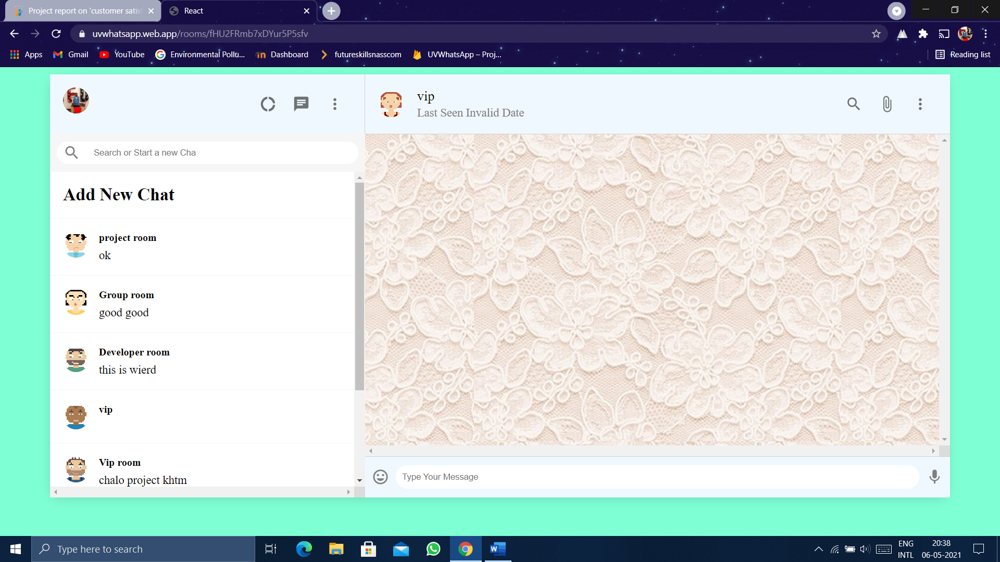 Project report on 'customer satis
React
uvwhatsapp.web.app/rooms/fHU2FRmb7xDYur5P5sfv
Apps
Gmail
YouTube
Environmental Pollu...
Dashboard
futureskillsnasscom
UVWhatsApp – Proj...
Reading list
vip
Last Seen Invalid Date
Search or Start a new Cha
Add New Chat
project room
ok
Group room
good good
Developer room
this is wierd
vip
Vip room
chalo project khtm
Type Your Message
Type here to search
ENG
INTL
20:38
06-05-2021